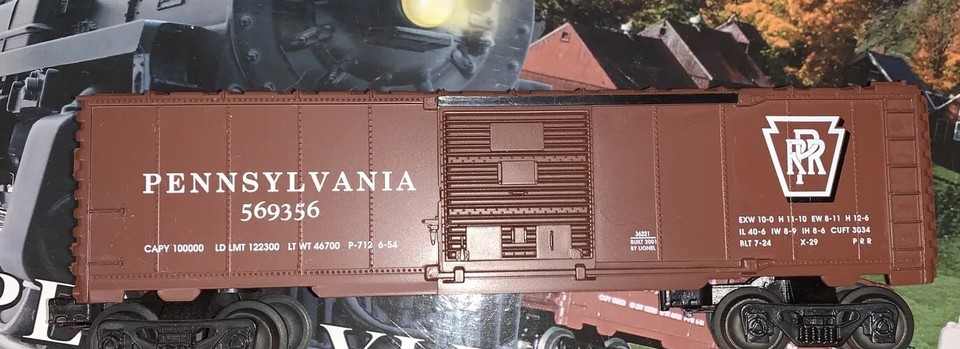 PENNSYLVANIA
569356
CAPY 100000 LD LMT 122300 LT WT 46700 P-712 6-54
36221
BUILT 2001
BY LIONEL
PRR
EXW 10-0 H 11-10 EW 8-11 H 12-6
IL 40-6 IW 8-9 IH 8-6 CUFT 3034
BLT 7-24 X-29 P R R